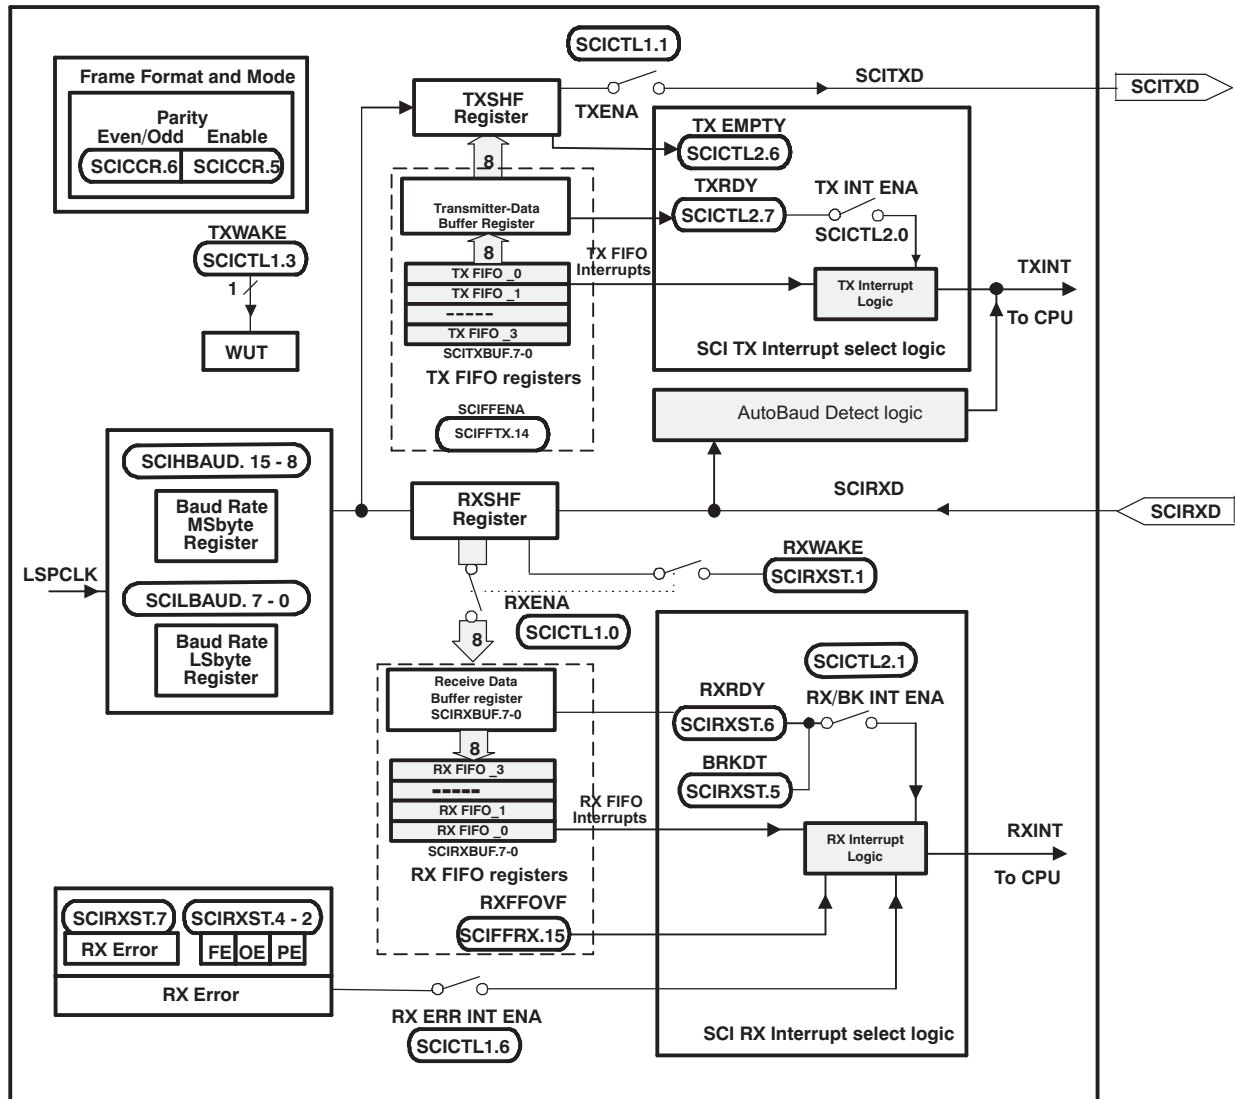 SCICTL1.1
Frame Format and Mode
Parity
Even/Odd Enable
SCICCR.6 SCICCR.5
TXSHF
Register
TXENA
SCITXD
SCITXD
TX EMPTY
SCICTL2.6
8
Transmitter-Data
Buffer Register
TXRDY
SCICTL2.7
TX INT ENA
SCICTL2.0
TXWAKE
SCICTL1.3
1
WUT
8
TX FIFO
Interrupts
TX FIFO _0
TX FIFO _1
-----
TX FIFO _3
SCITXBUF.7-0
TX FIFO registers
SCIFFENA
SCIFFTX.14
TX Interrupt
Logic
TXINT
To CPU
SCI TX Interrupt select logic
AutoBaud Detect logic
SCIHBAUD. 15 - 8
Baud Rate
MSbyte
Register
LSPCLK
SCILBAUD. 7 - 0
Baud Rate
LSbyte
Register
RXSHF
Register
SCIRXD
SCIRXD
RXWAKE
SCIRXST.1
RXENA
SCICTL1.0
8
Receive Data
Buffer register
SCIRXBUF.7-0
8
RX FIFO _3
-----
RX FIFO_1
RX FIFO _0
SCIRXBUF.7-0
RX FIFO registers
RX FIFO
Interrupts
SCICTL2.1
RXRDY
SCIRXST.6
RX/BK INT ENA
BRKDT
SCIRXST.5
RX Interrupt
Logic
RXINT
To CPU
RXFFOVF
SCIFFRX.15
SCIRXST.7 SCIRXST.4 - 2
RX Error FE OE PE
RX Error
RX ERR INT ENA
SCICTL1.6
SCI RX Interrupt select logic